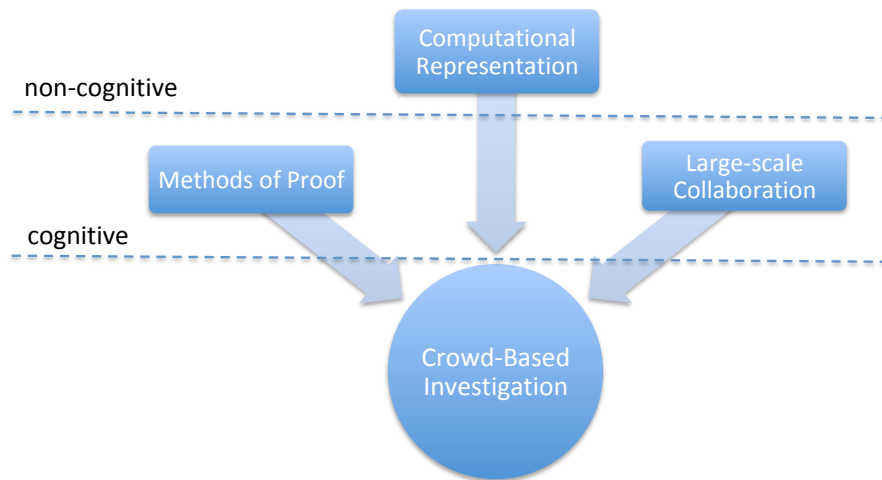 Computational
Representation
non-cognitive
Methods of Proof
Large-scale
Collaboration
cognitive
Crowd-Based
Investigation